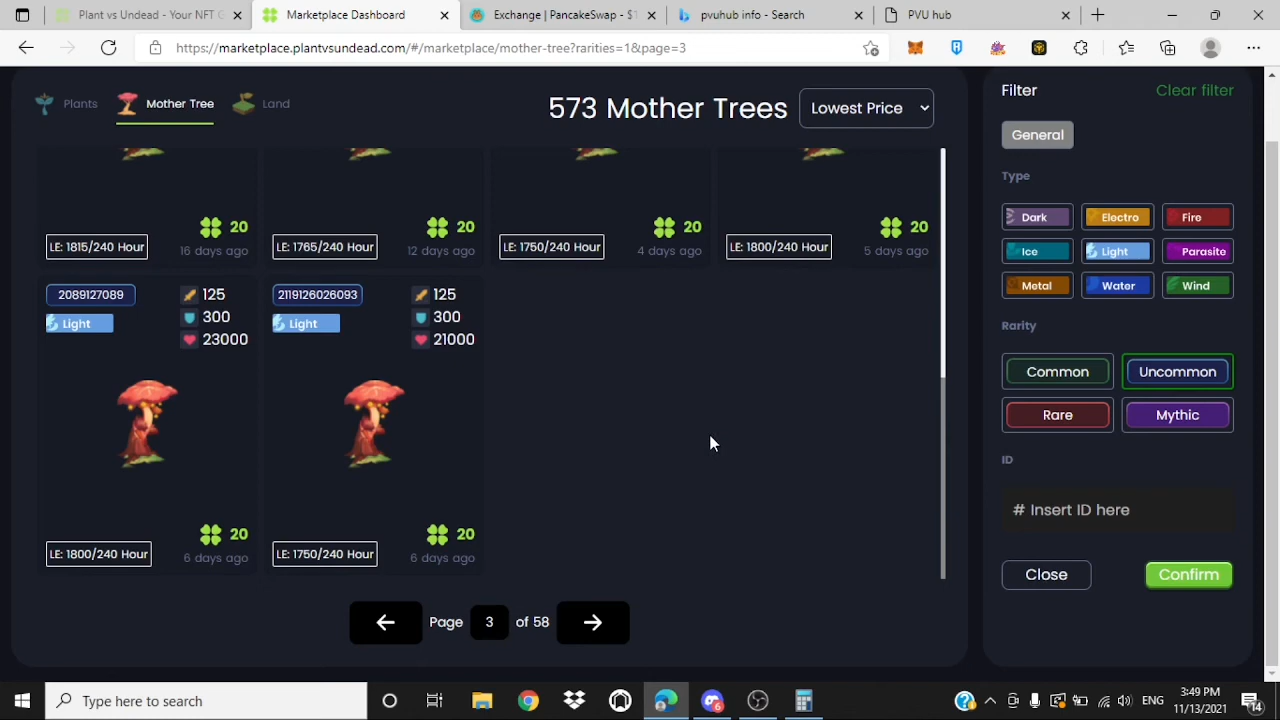 Plant vs Undead - Your NFT G
Marketplace Dashboard
Exchange | PancakeSwap - $1
pvuhub info - Search
PVU hub
https://marketplace.plantvsundead.com/#/marketplace/mother-tree?rarities=1&page=3
Plants
Mother Tree
Land
573 Mother Trees
Lowest Price
Filter
Clear filter
General
Type
Dark
Electro
Fire
Ice
Light
Parasite
Metal
Water
Wind
Rarity
Common
Uncommon
Rare
Mythic
ID
# Insert ID here
Close
Confirm
20
LE: 1815/240 Hour
16 days ago
20
LE: 1765/240 Hour
12 days ago
20
LE: 1750/240 Hour
4 days ago
20
LE: 1800/240 Hour
5 days ago
2089127089
125
Light
300
23000
20
LE: 1800/240 Hour
6 days ago
2119126026093
125
Light
300
21000
20
LE: 1750/240 Hour
6 days ago
Page 3 of 58
Type here to search
6
ENG
3:49 PM
11/13/2021
14